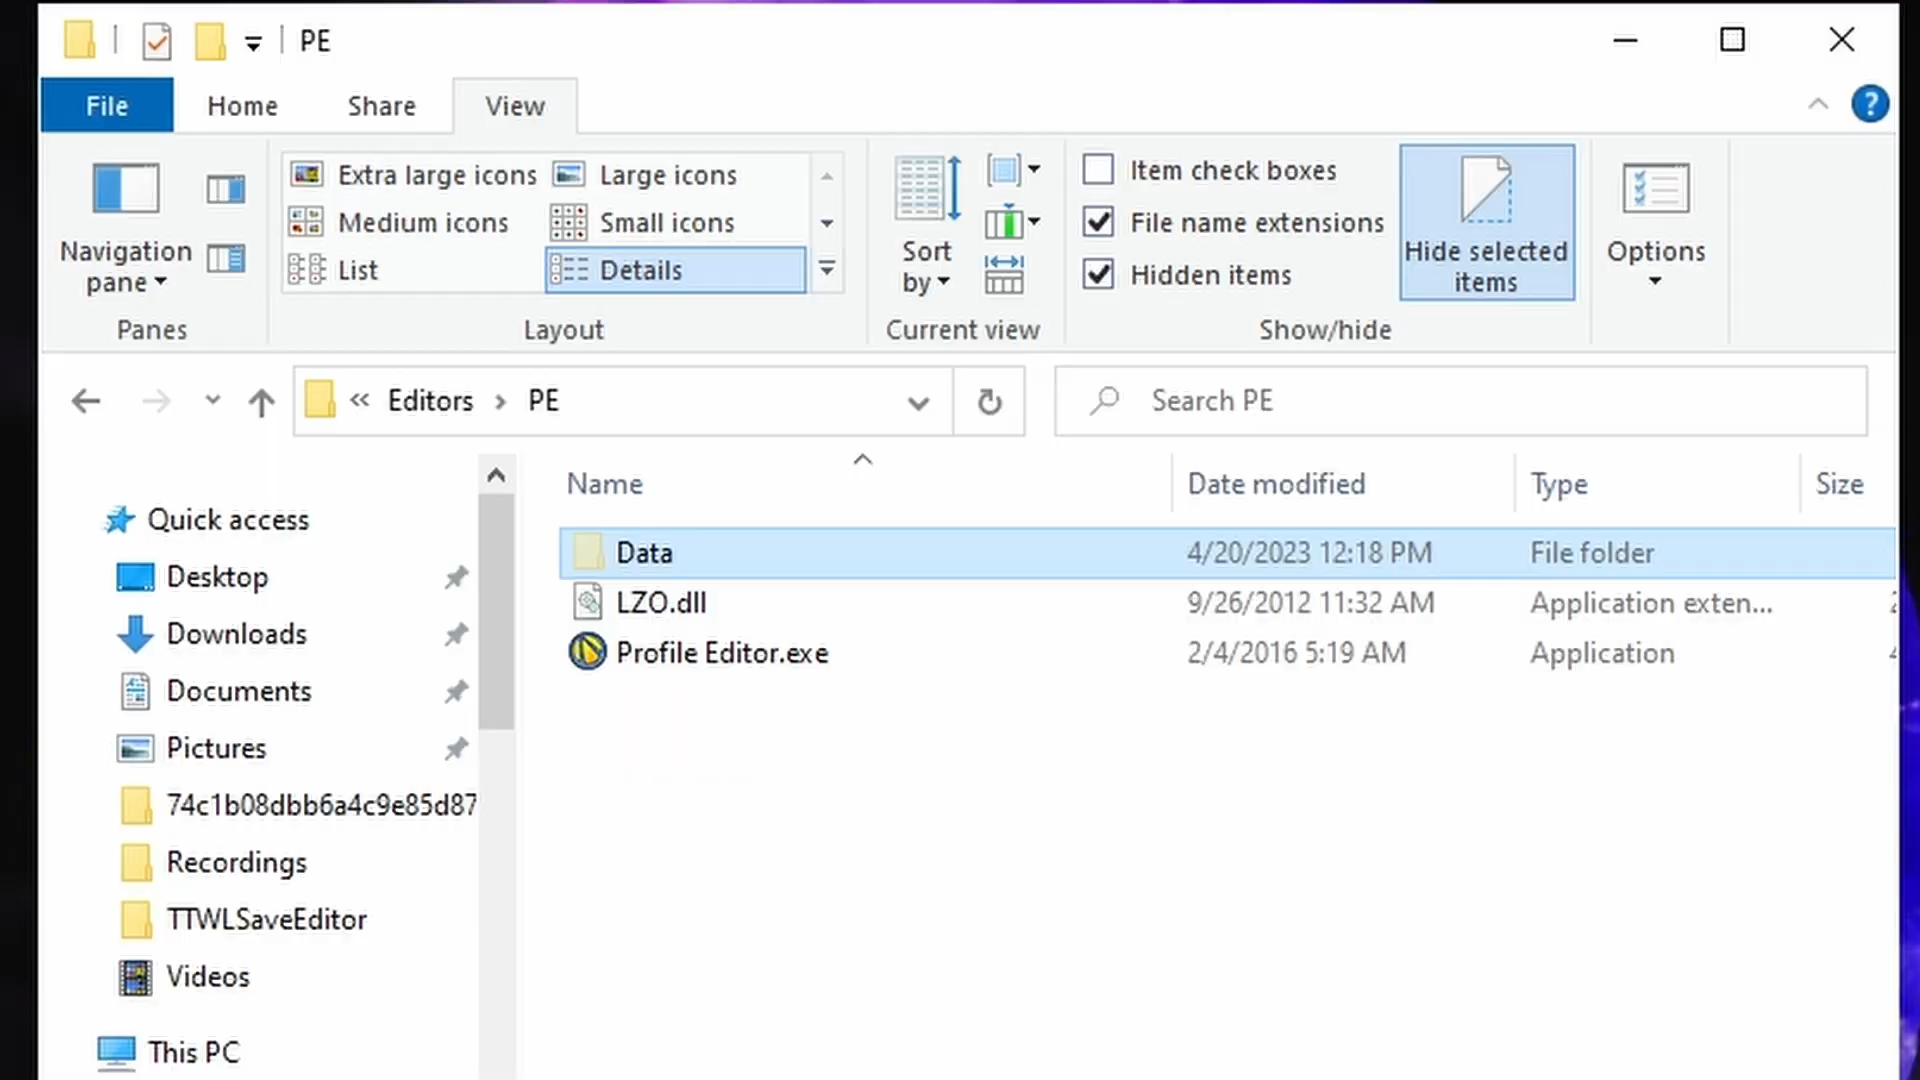 PE
File Home Share View
?
Extra large icons Large icons Item check boxes
Medium icons Small icons File name extensions
List Details Hidden items
Navigation pane
Sort by
Hide selected items
Options
Panes Layout Current view Show/hide
« Editors > PE Search PE
Name Date modified Type Size
Quick access
Desktop
Downloads
Documents
Pictures
74c1b08dbb6a4c9e85d87
Recordings
TTWLSaveEditor
Videos
This PC
Data 4/20/2023 12:18 PM File folder
LZO.dll 9/26/2012 11:32 AM Application exten...
Profile Editor.exe 2/4/2016 5:19 AM Application